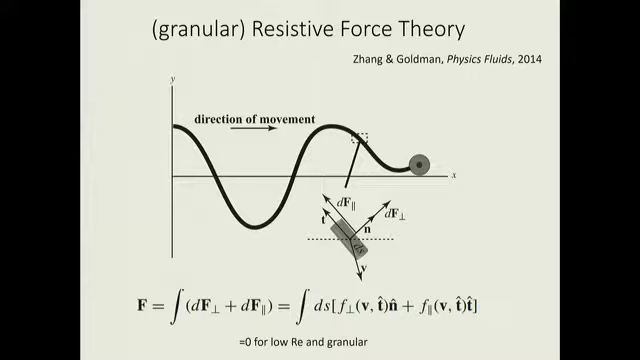 (granular) Resistive Force Theory
Zhang & Goldman, Physics Fluids, 2014
y
direction of movement
x
dF∥
dF⊥
t
n
ds
v
F = ∫(dF⊥ + dF∥) = ∫ ds[f⊥(v, t̂)n̂ + f∥(v, t̂)t̂]
=0 for low Re and granular